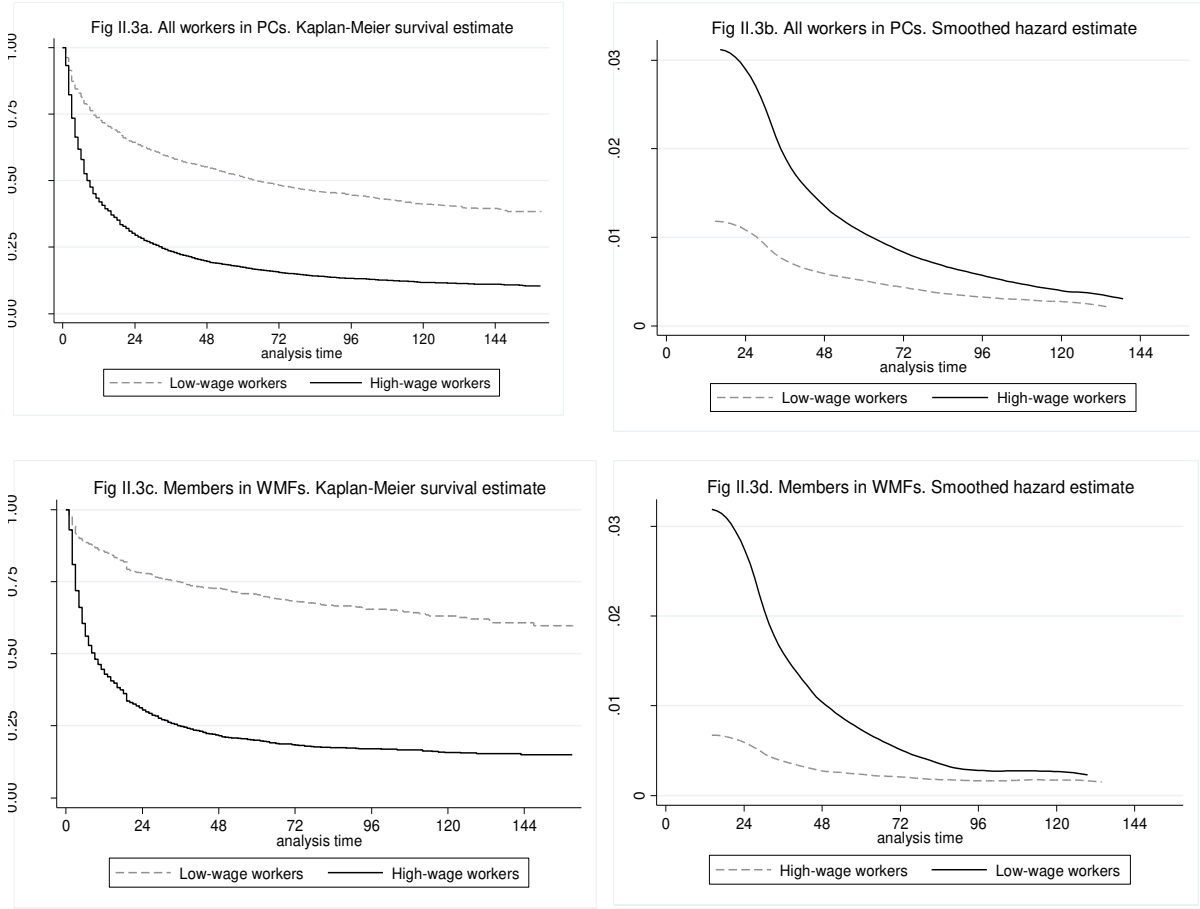 Fig II.3a. All workers in PCs. Kaplan-Meier survival estimate
1.00
0.75
0.50
0.25
0.00
0 24 48 72 96 120 144
analysis time
Low-wage workers High-wage workers
Fig II.3b. All workers in PCs. Smoothed hazard estimate
.03
.02
.01
0
0 24 48 72 96 120 144
analysis time
Low-wage workers High-wage workers
Fig II.3c. Members in WMFs. Kaplan-Meier survival estimate
1.00
0.75
0.50
0.25
0.00
0 24 48 72 96 120 144
analysis time
Low-wage workers High-wage workers
Fig II.3d. Members in WMFs. Smoothed hazard estimate
.03
.02
.01
0
0 24 48 72 96 120 144
analysis time
High-wage workers Low-wage workers